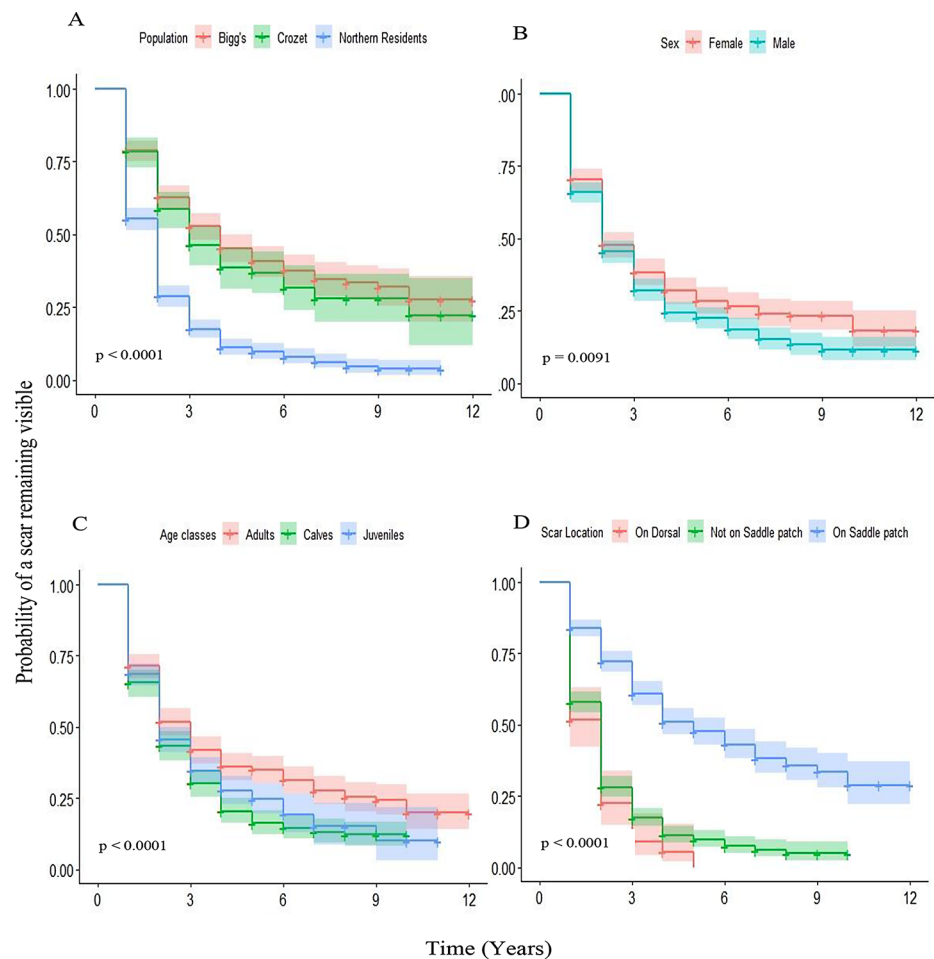 A
Population Bigg's Crozet Northern Residents
1.00
0.75
0.50
0.25
0.00
p < 0.0001
0 3 6 9 12
B
Sex Female Male
.00
.75
.50
.25
.00
p = 0.0091
0 3 6 9 12
Probability of a scar remaining visible
C
Age classes Adults Calves Juveniles
1.00
0.75
0.50
0.25
0.00
p < 0.0001
0 3 6 9 12
D
Scar Location On Dorsal Not on Saddle patch On Saddle patch
1.00
0.75
0.50
0.25
0.00
p < 0.0001
0 3 6 9 12
Time (Years)